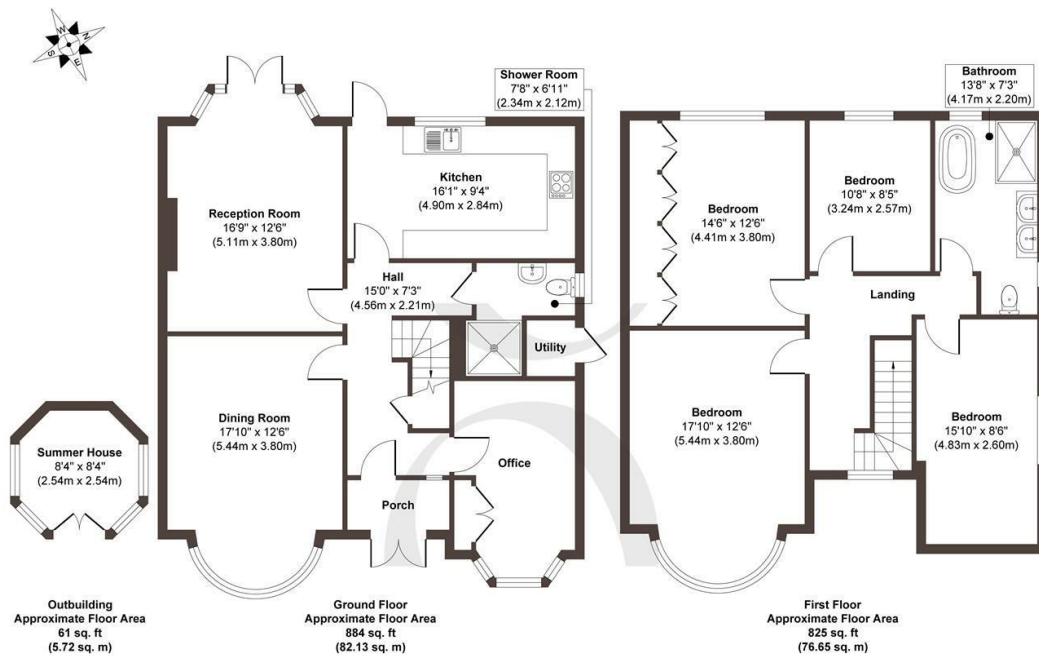 W
N
S
E
Shower Room
7'8" x 6'11"
(2.34m x 2.12m)
Bathroom
13'8" x 7'3"
(4.17m x 2.20m)
Kitchen
16'1" x 9'4"
(4.90m x 2.84m)
Reception Room
16'9" x 12'6"
(5.11m x 3.80m)
Bedroom
10'8" x 8'5"
(3.24m x 2.57m)
Bedroom
14'6" x 12'6"
(4.41m x 3.80m)
Hall
15'0" x 7'3"
(4.56m x 2.21m)
Landing
Utility
Dining Room
17'10" x 12'6"
(5.44m x 3.80m)
Bedroom
17'10" x 12'6"
(5.44m x 3.80m)
Bedroom
15'10" x 8'6"
(4.83m x 2.60m)
Summer House
8'4" x 8'4"
(2.54m x 2.54m)
Office
Porch
Outbuilding
Approximate Floor Area
61 sq. ft
(5.72 sq. m)
Ground Floor
Approximate Floor Area
884 sq. ft
(82.13 sq. m)
First Floor
Approximate Floor Area
825 sq. ft
(76.65 sq. m)